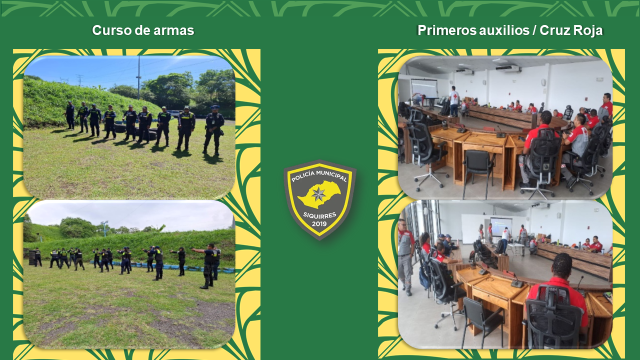 Curso de armas
Primeros auxilios / Cruz Roja
POLICÍA MUNICIPAL
SIQUIRRES
2019